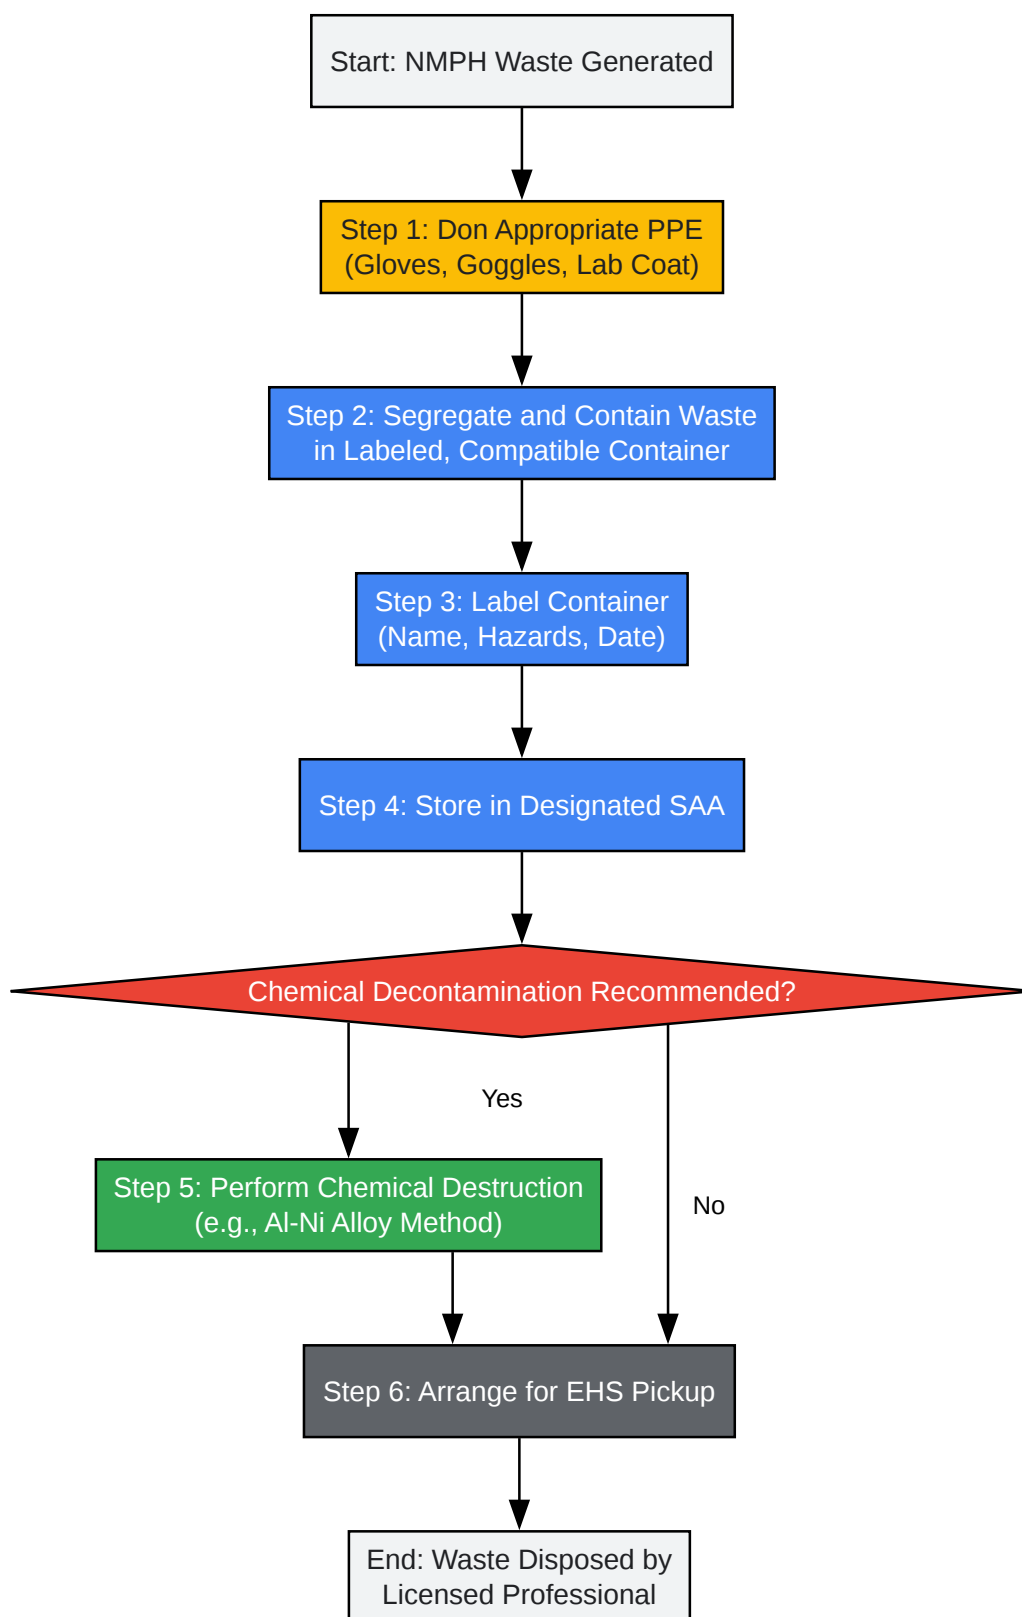 Start: NMPH Waste Generated
Step 1: Don Appropriate PPE
(Gloves, Goggles, Lab Coat)
Step 2: Segregate and Contain Waste
in Labeled, Compatible Container
Step 3: Label Container
(Name, Hazards, Date)
Step 4: Store in Designated SAA
Chemical Decontamination Recommended?
Yes
Step 5: Perform Chemical Destruction
(e.g., Al-Ni Alloy Method)
No
Step 6: Arrange for EHS Pickup
End: Waste Disposed by
Licensed Professional